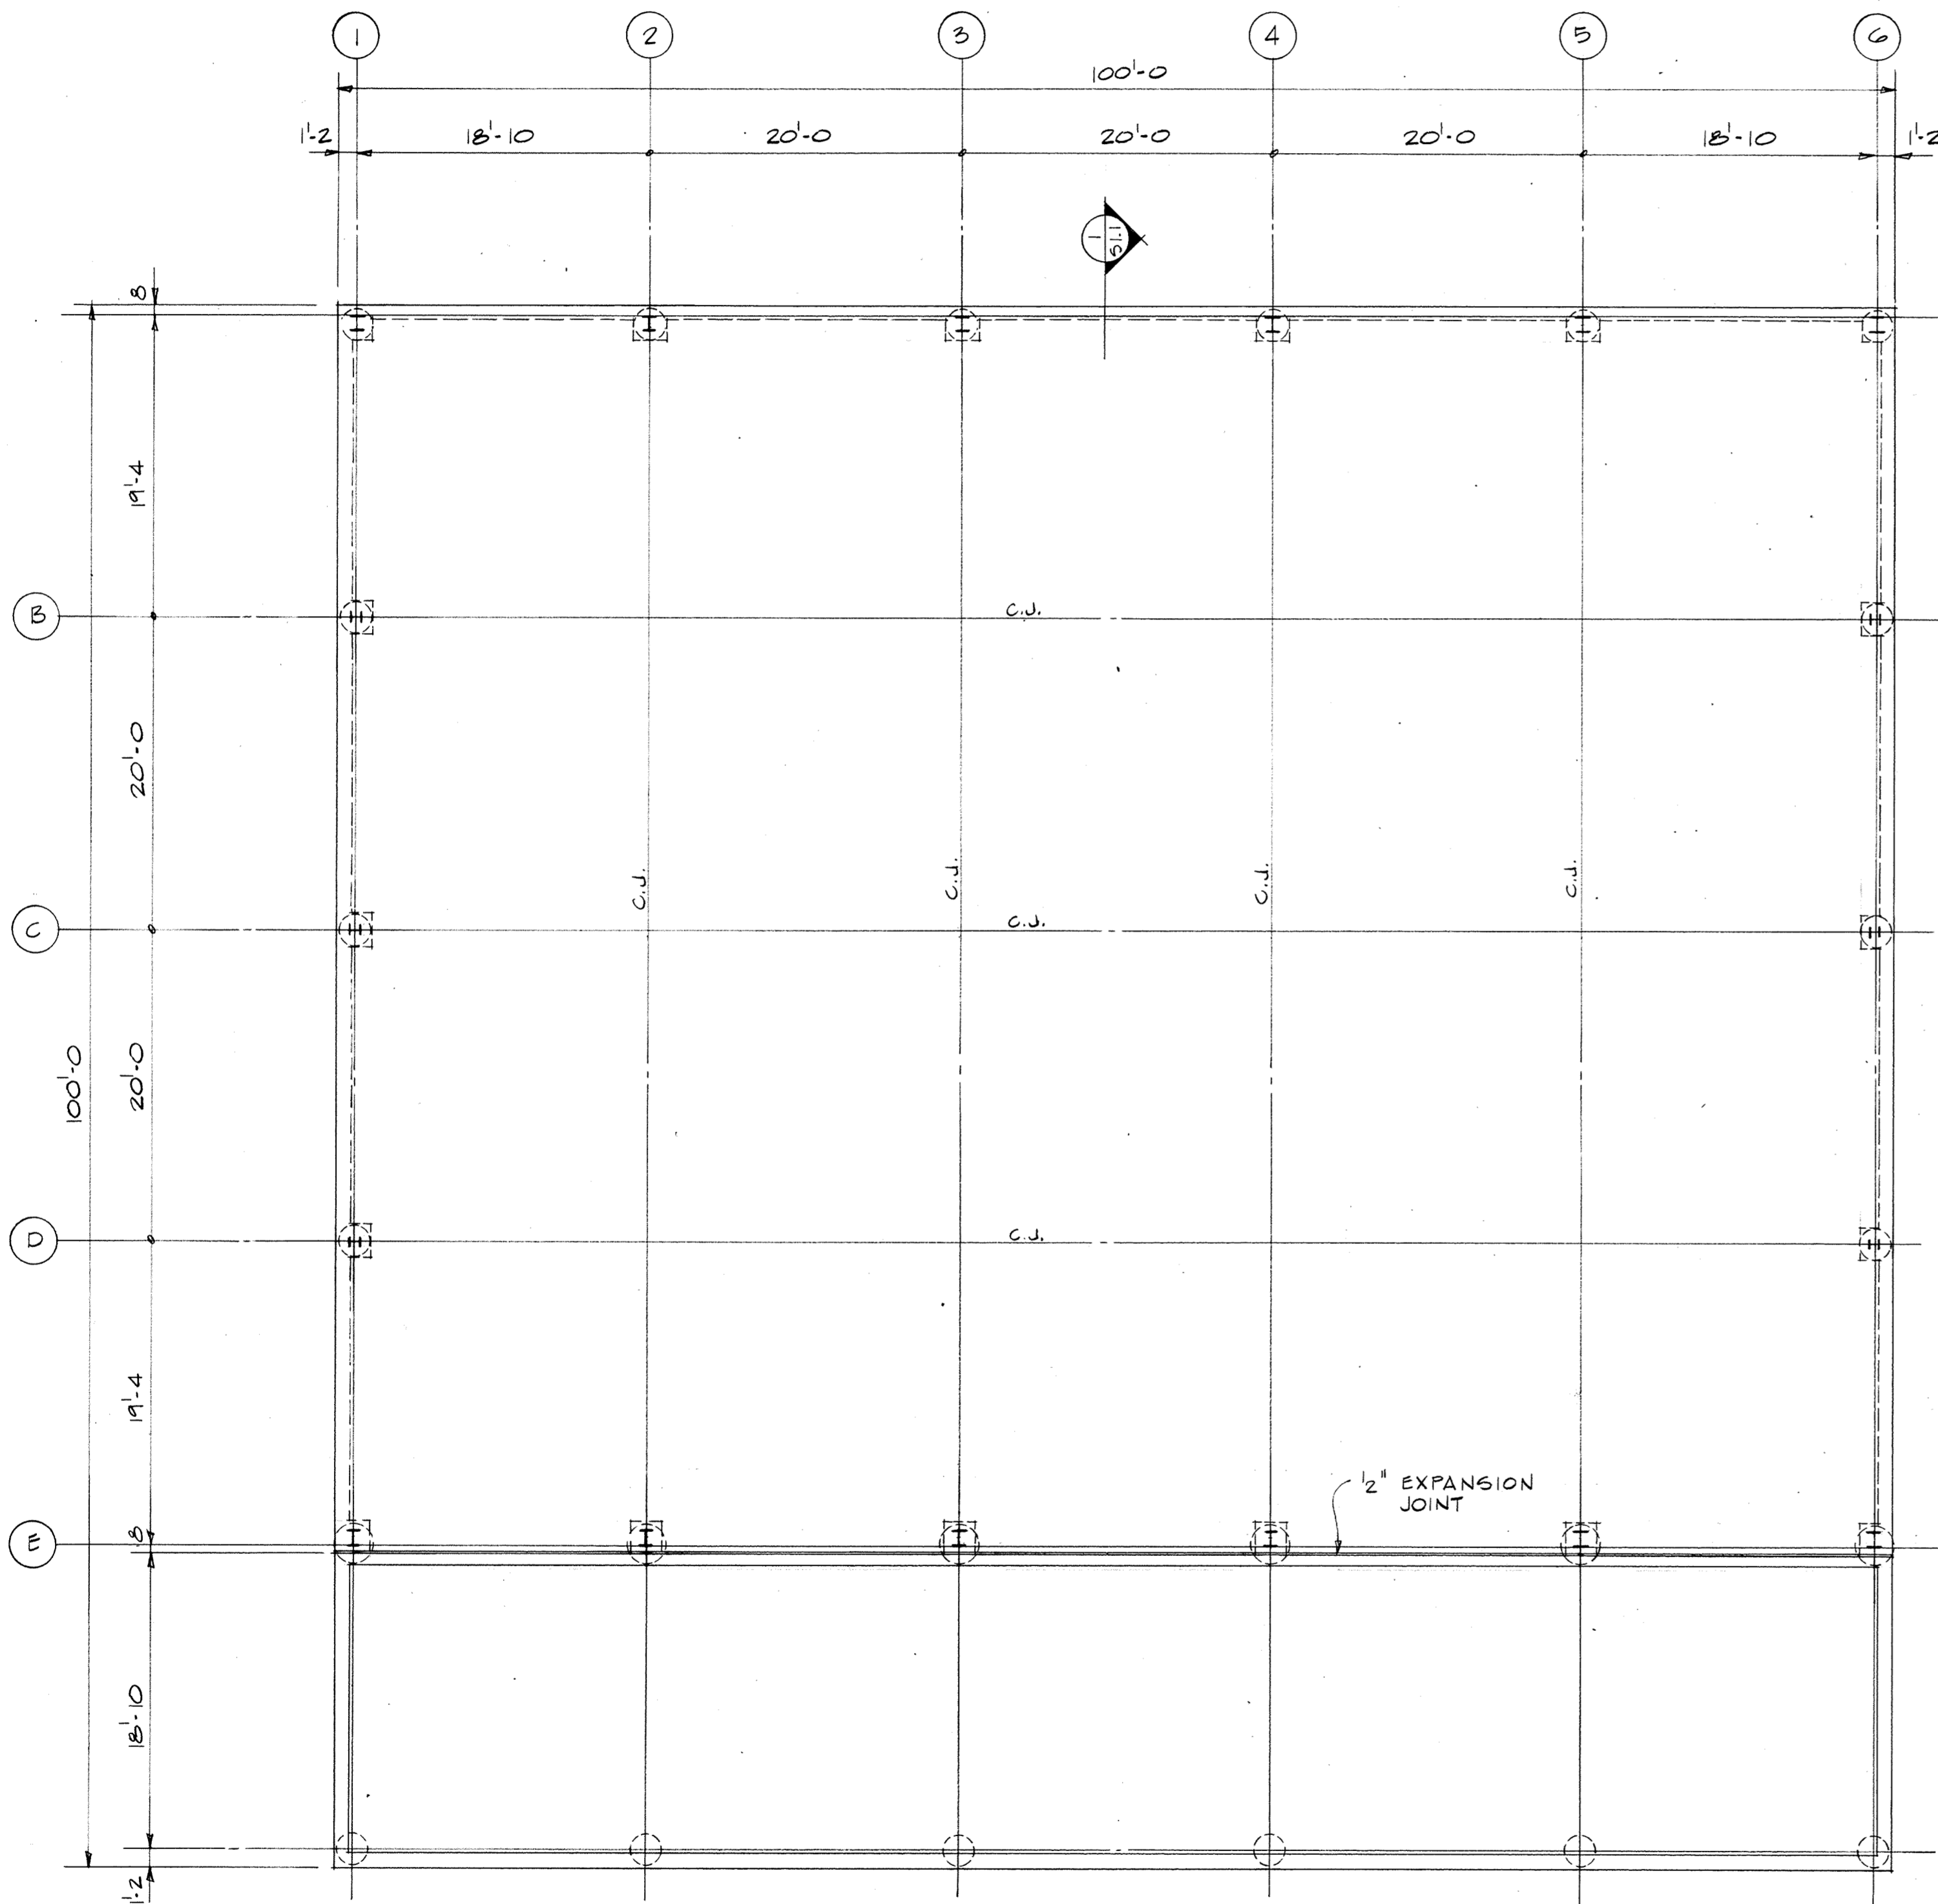 1 2 3 4 5 6
100'-0
1'-2 18'-10 20'-0 20'-0 20'-0 18'-10 1'-2
1
S1.1
8
19'-4
B
C.J.
20'-0
C.J. C.J. C.J. C.J.
C
C.J.
100'-0
20'-0
D
C.J.
19'-4
1/2" EXPANSION
JOINT
E
8
18'-10
1'-2